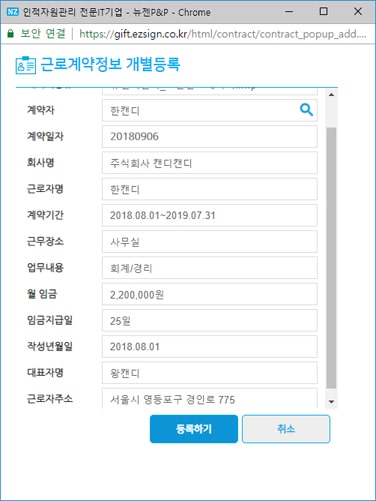 NZ 인적자원관리 전문IT기업 - 뉴젠P&P - Chrome
보안 연결 | https://gift.ezsign.co.kr/html/contract/contract_popup_add....
근로계약정보 개별등록
계약자 한캔디
계약일자 20180906
회사명 주식회사 캔디캔디
근로자명 한캔디
계약기간 2018.08.01~2019.07.31
근무장소 사무실
업무내용 회계/경리
월 임금 2,200,000원
임금지급일 25일
작성년월일 2018.08.01
대표자명 왕캔디
근로자주소 서울시 영등포구 경인로 775
등록하기 취소